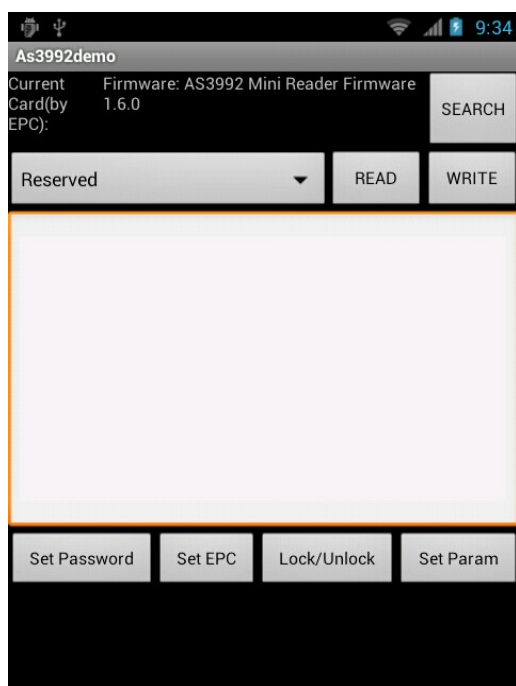 9:34
As3992demo
Current Card(by EPC):
Firmware: AS3992 Mini Reader Firmware 1.6.0
SEARCH
Reserved
READ
WRITE
Set Password
Set EPC
Lock/Unlock
Set Param